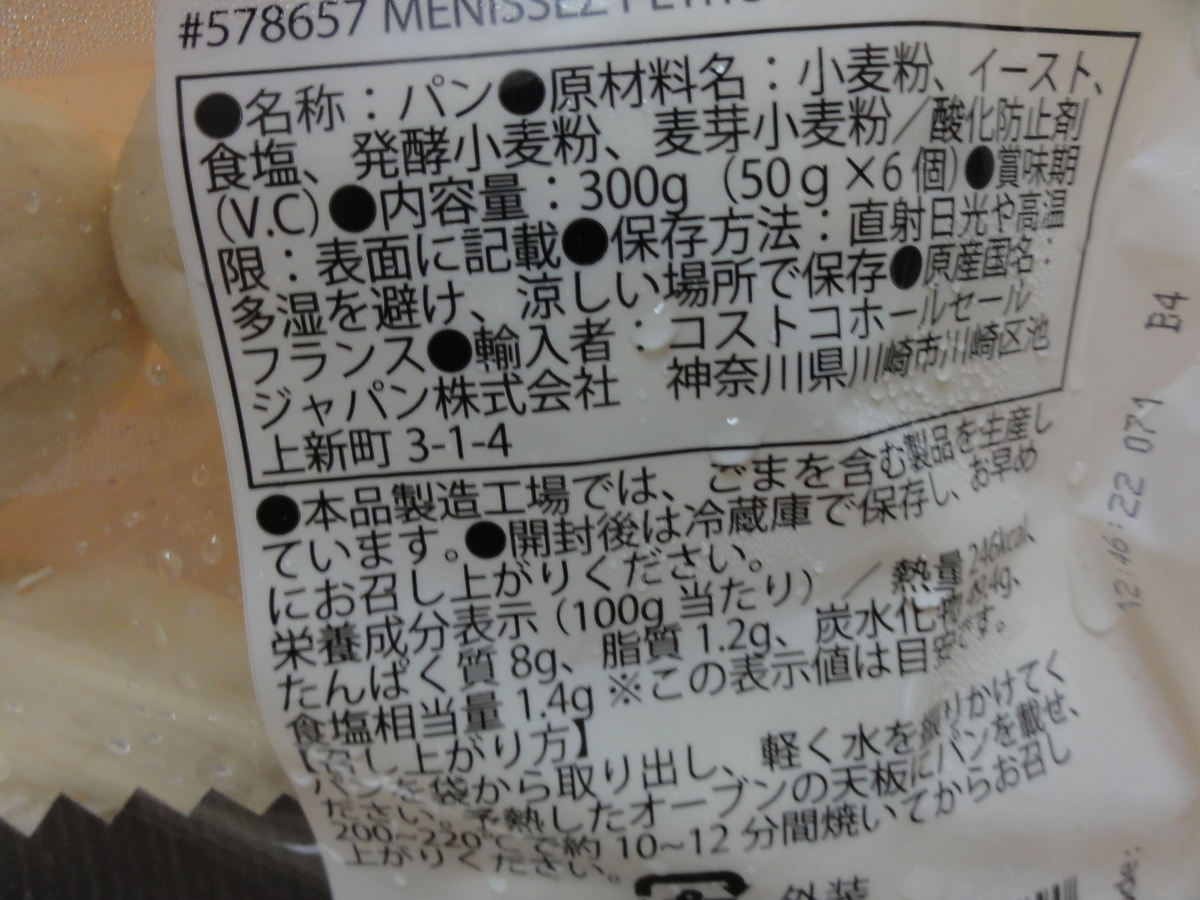 #578657 MENISSEZ PETITS
●名称：パン●原材料名：小麦粉、イースト、
食塩、発酵小麦粉、麦芽小麦粉／酸化防止剤
(V.C)●内容量：300g（50g×6個）●賞味期
限：表面に記載●保存方法：直射日光や高温
多湿を避け、涼しい場所で保存●原産国名：
フランス●輸入者：コストコホールセール
ジャパン株式会社　神奈川県川崎市川崎区池
上新町 3-1-4
●本品製造工場では、ごまを含む製品を生産し
ています。●開封後は冷蔵庫で保存し、お早め
にお召し上がりください。
栄養成分表示（100g 当たり）／熱量 246kcal、
たんぱく質 8g、脂質 1.2g、炭水化物 g、
食塩相当量 1.4g ※この表示値は目安です。
【召し上がり方】
パンを袋から取り出し、軽く水を振りかけてく
ださい。予熱したオーブンの天板にパンを載せ、
200~220℃で約 10~12 分間焼いてからお召し
上がりください。
外装
B4
12:46:22 071